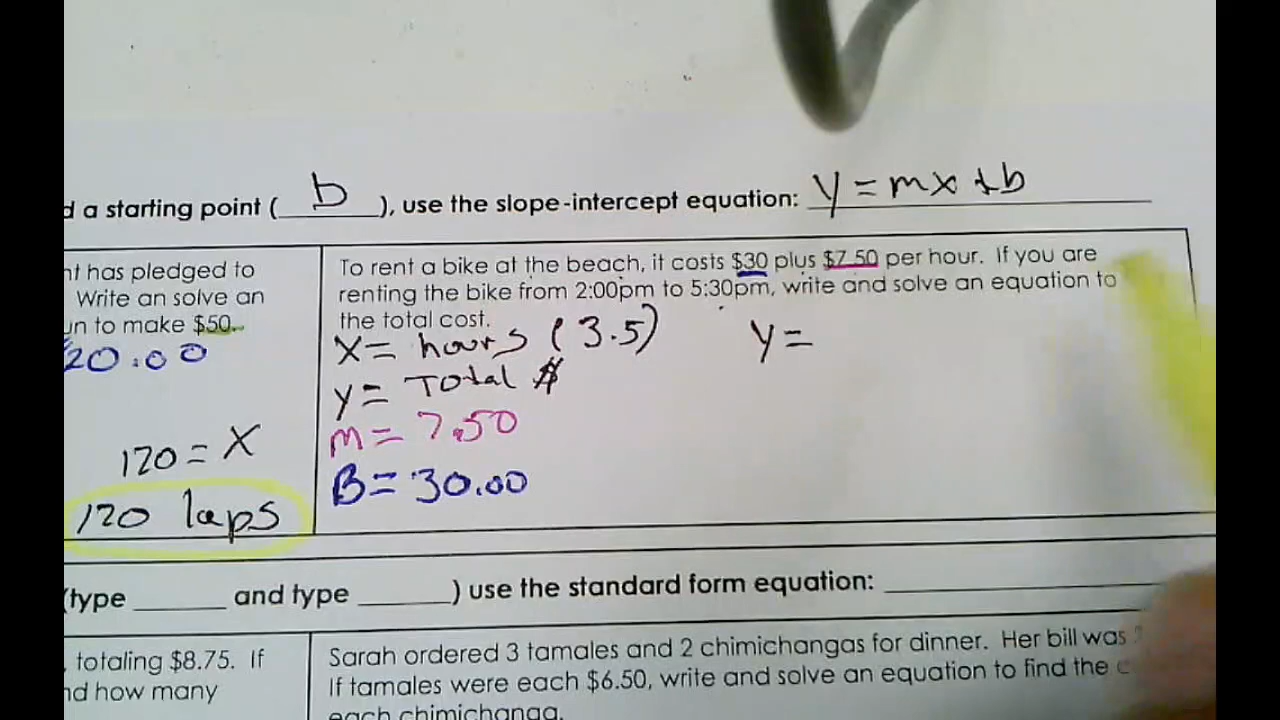 d a starting point ( b ), use the slope-intercept equation: y = mx + b
nt has pledged to
Write an solve an
un to make $50.
20.00
120 = X
120 laps
To rent a bike at the beach, it costs $30 plus $7.50 per hour. If you are
renting the bike from 2:00pm to 5:30pm, write and solve an equation to
the total cost.
X = hours (3.5)
y = Total $
m = 7.50
B = 30.00
y =
(type ______ and type ______) use the standard form equation: ______
totaling $8.75. If
nd how many
Sarah ordered 3 tamales and 2 chimichangas for dinner. Her bill was
If tamales were each $6.50, write and solve an equation to find the c
each chimichanga.